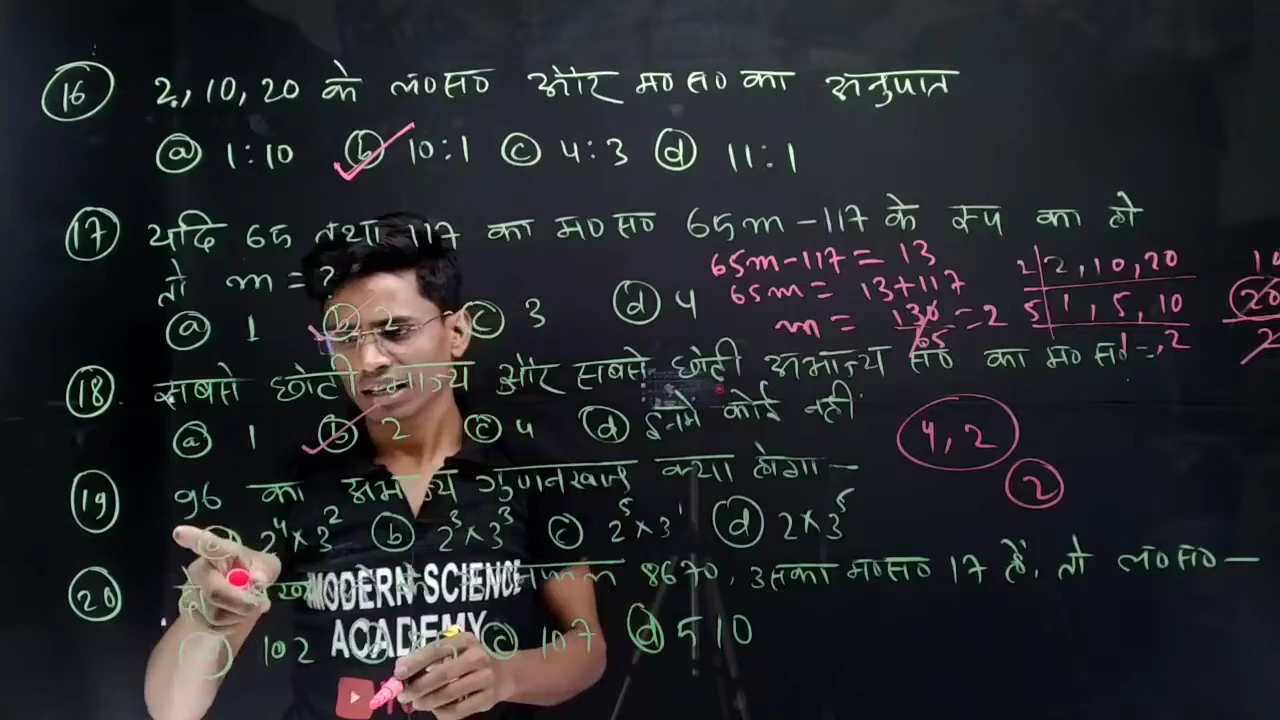 16 2, 10, 20 के ल०स० और म०स० का अनुपात
a 1:10 b 10:1 c 4:3 d 11:1
17 यदि 65 तथा 117 का म०स० 65m-117 के रूप का हो
तो m = ?
65m-117 = 13
65m = 13+117
m = 130/65 = 2
2 | 2, 10, 20
5 | 1, 5, 10
1, 2
a 1 b 2 c 3 d 4
18 सबसे छोटी भाज्य और सबसे छोटी अभाज्य सं० का म०स०-
a 1 b 2 c 4 d इनमे कोई नही
4, 2
2
19 96 का अभाज्य गुणनखण्ड क्या होगा-
2⁴×3² b 2³×3³ c 2⁵×3¹ d 2×3⁵
20 8670, उसका म०स० 17 है, तो ल०स०-
102 c 107 d 510
MODERN SCIENCE
ACADEMY